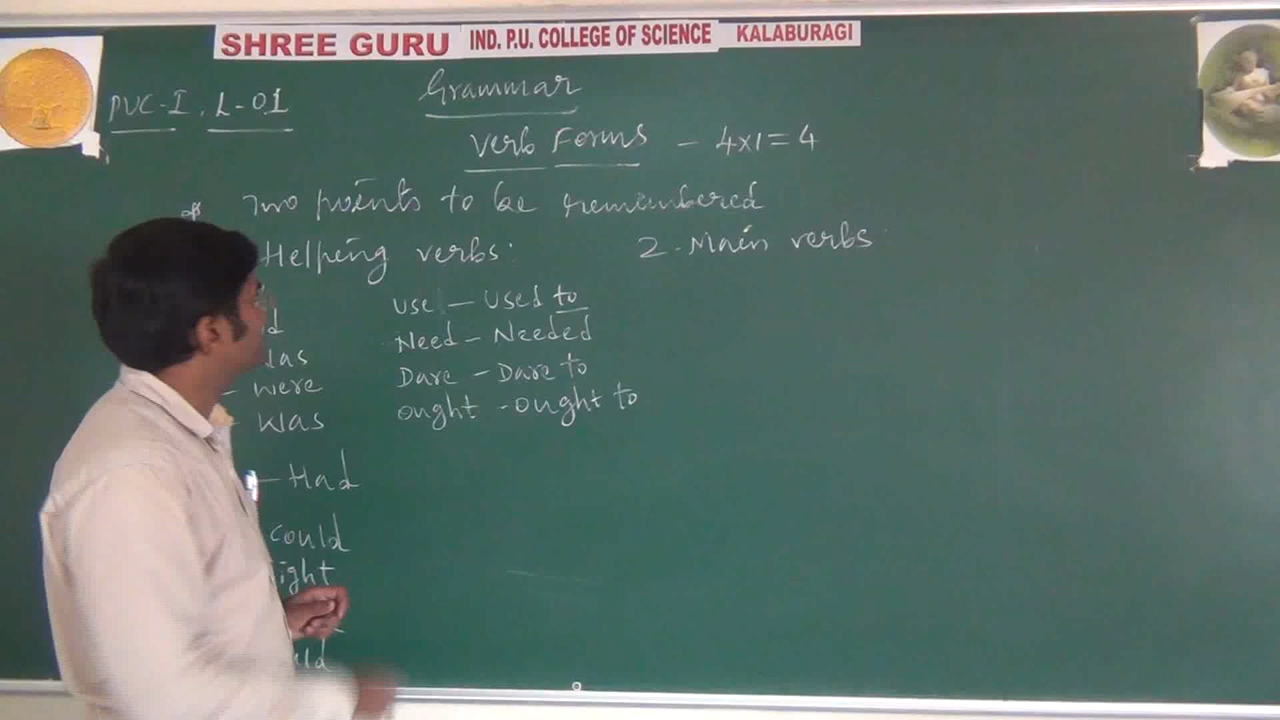 SHREE GURU IND. P.U. COLLEGE OF SCIENCE KALABURAGI
PUC-I, L-01
Grammar
Verb Forms - 4x1=4
Two points to be remembered
Helping verbs: 2. Main verbs
Use - Used to
Need - Needed
was
Dare - Dare to
- were
ought - ought to
was
- Had
could